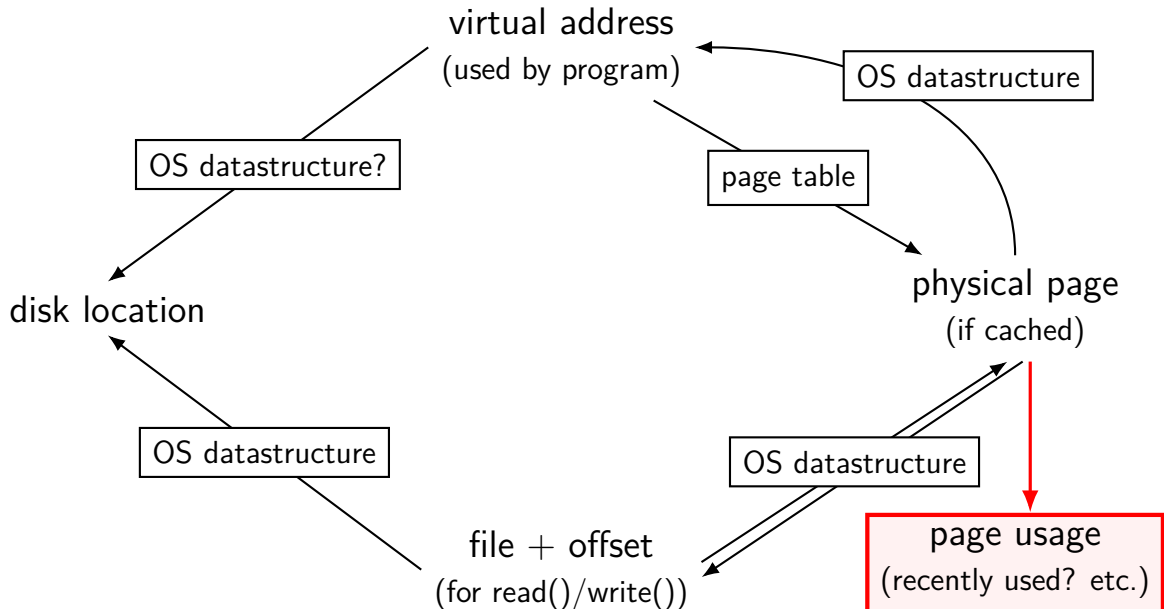 virtual address
(used by program)
OS datastructure
OS datastructure?
page table
physical page
(if cached)
disk location
OS datastructure
OS datastructure
file + offset
(for read()/write())
page usage
(recently used? etc.)